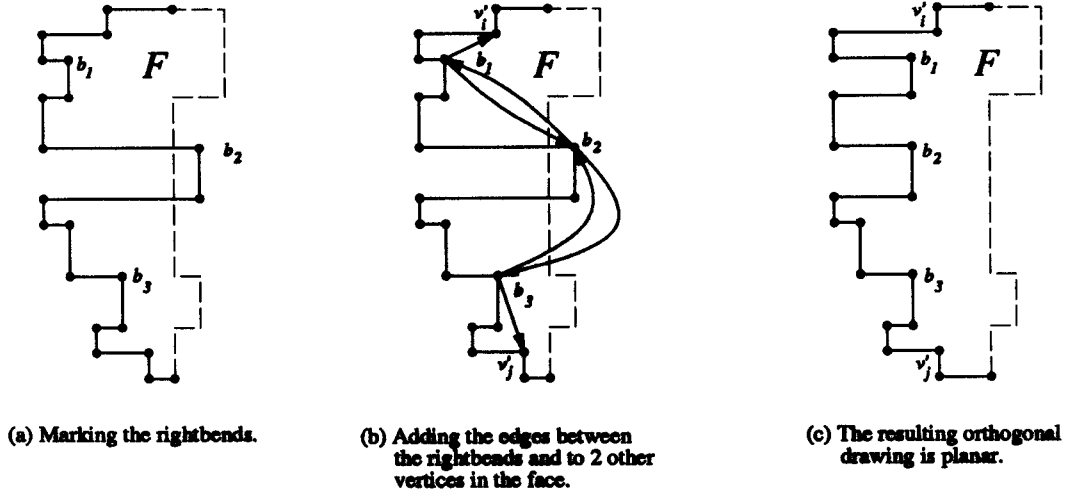 F
b1
b2
b3
v'i
F
b1
b2
b3
v'j
v'i
F
b1
b2
b3
v'j
(a) Marking the rightbends.
(b) Adding the edges between
the rightbeads and to 2 other
vertices in the face.
(c) The resulting orthogonal
drawing is planar.